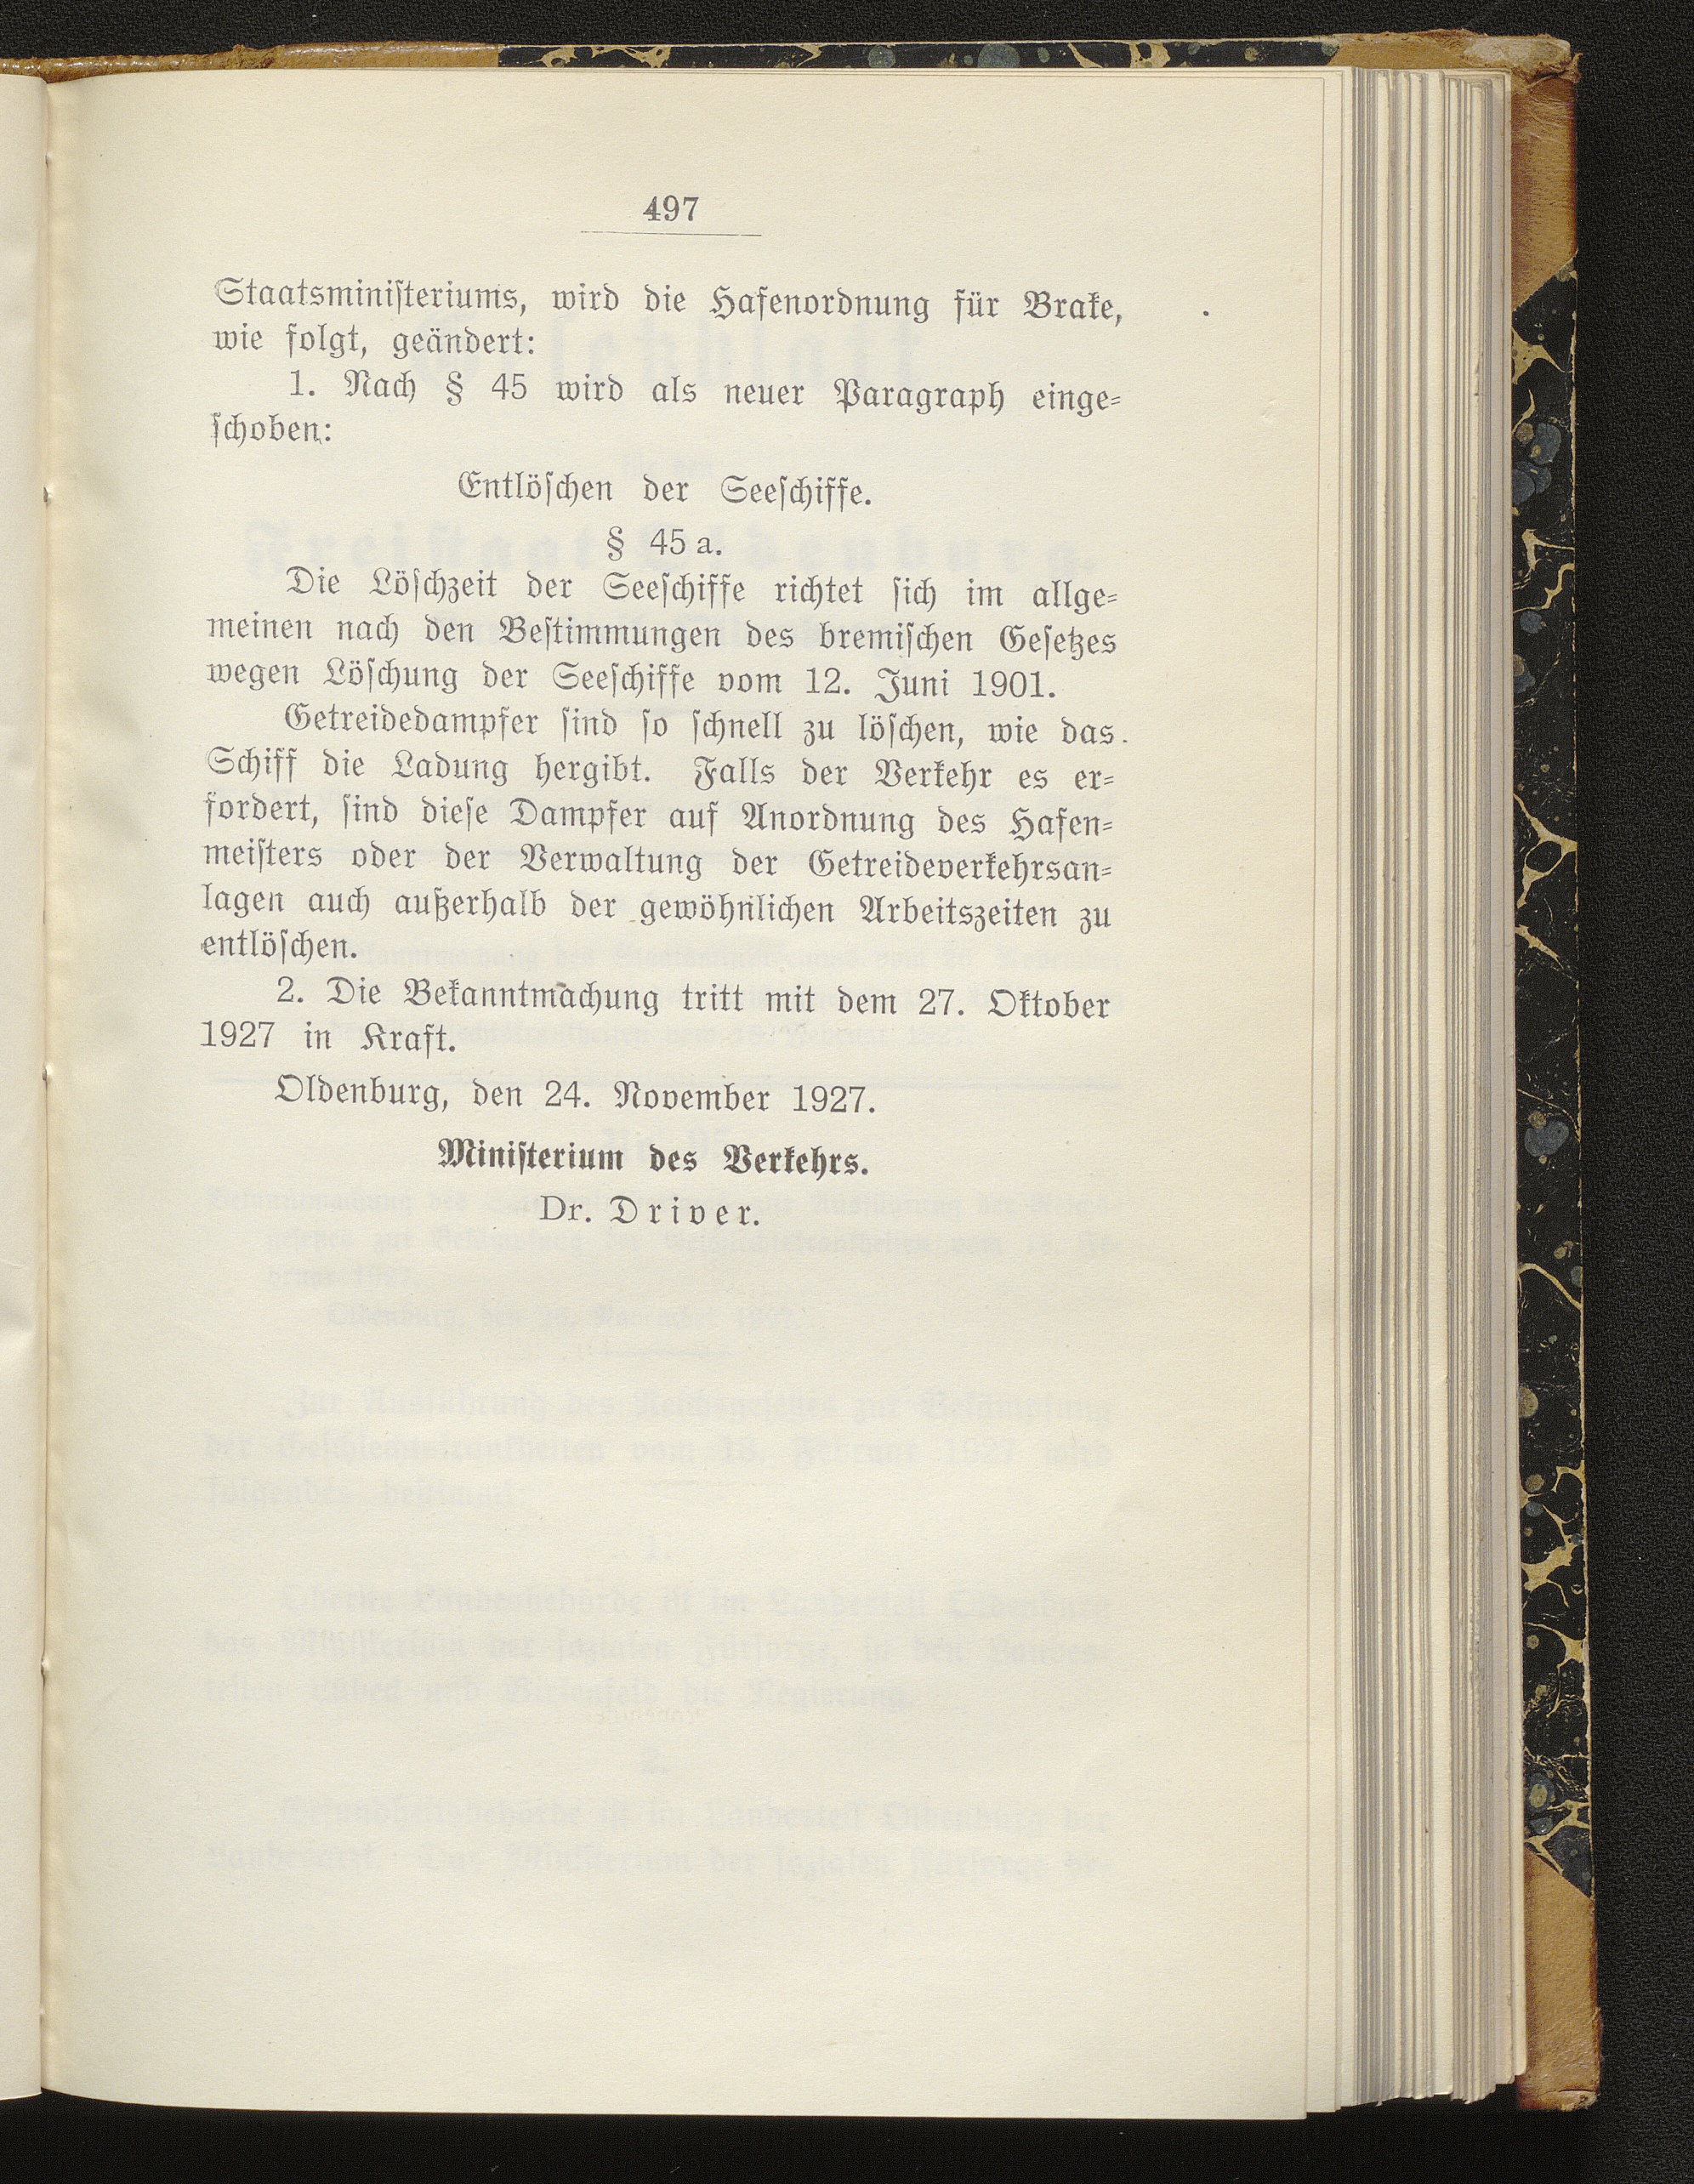 497
Staatsministeriums, wird die Hafenordnung für Brake,
wie folgt, geändert:
1. Nach § 45 wird als neuer Paragraph einge-
schoben:
Entlöschen der Seeschiffe.
§ 45 a.
Die Löschzeit der Seeschiffe richtet sich im allge-
meinen nach den Bestimmungen des bremischen Gesetzes
wegen Löschung der Seeschiffe vom 12. Juni 1901.
Getreidedampfer sind so schnell zu löschen, wie das
Schiff die Ladung hergibt. Falls der Verkehr es er-
fordert, sind diese Dampfer auf Anordnung des Hafen-
meisters oder der Verwaltung der Getreideverkehrsan-
lagen auch außerhalb der gewöhnlichen Arbeitszeiten zu
entlöschen.
2. Die Bekanntmachung tritt mit dem 27. Oktober
1927 in Kraft.
Oldenburg, den 24. November 1927.
Ministerium des Verkehrs.
Dr. Driver.